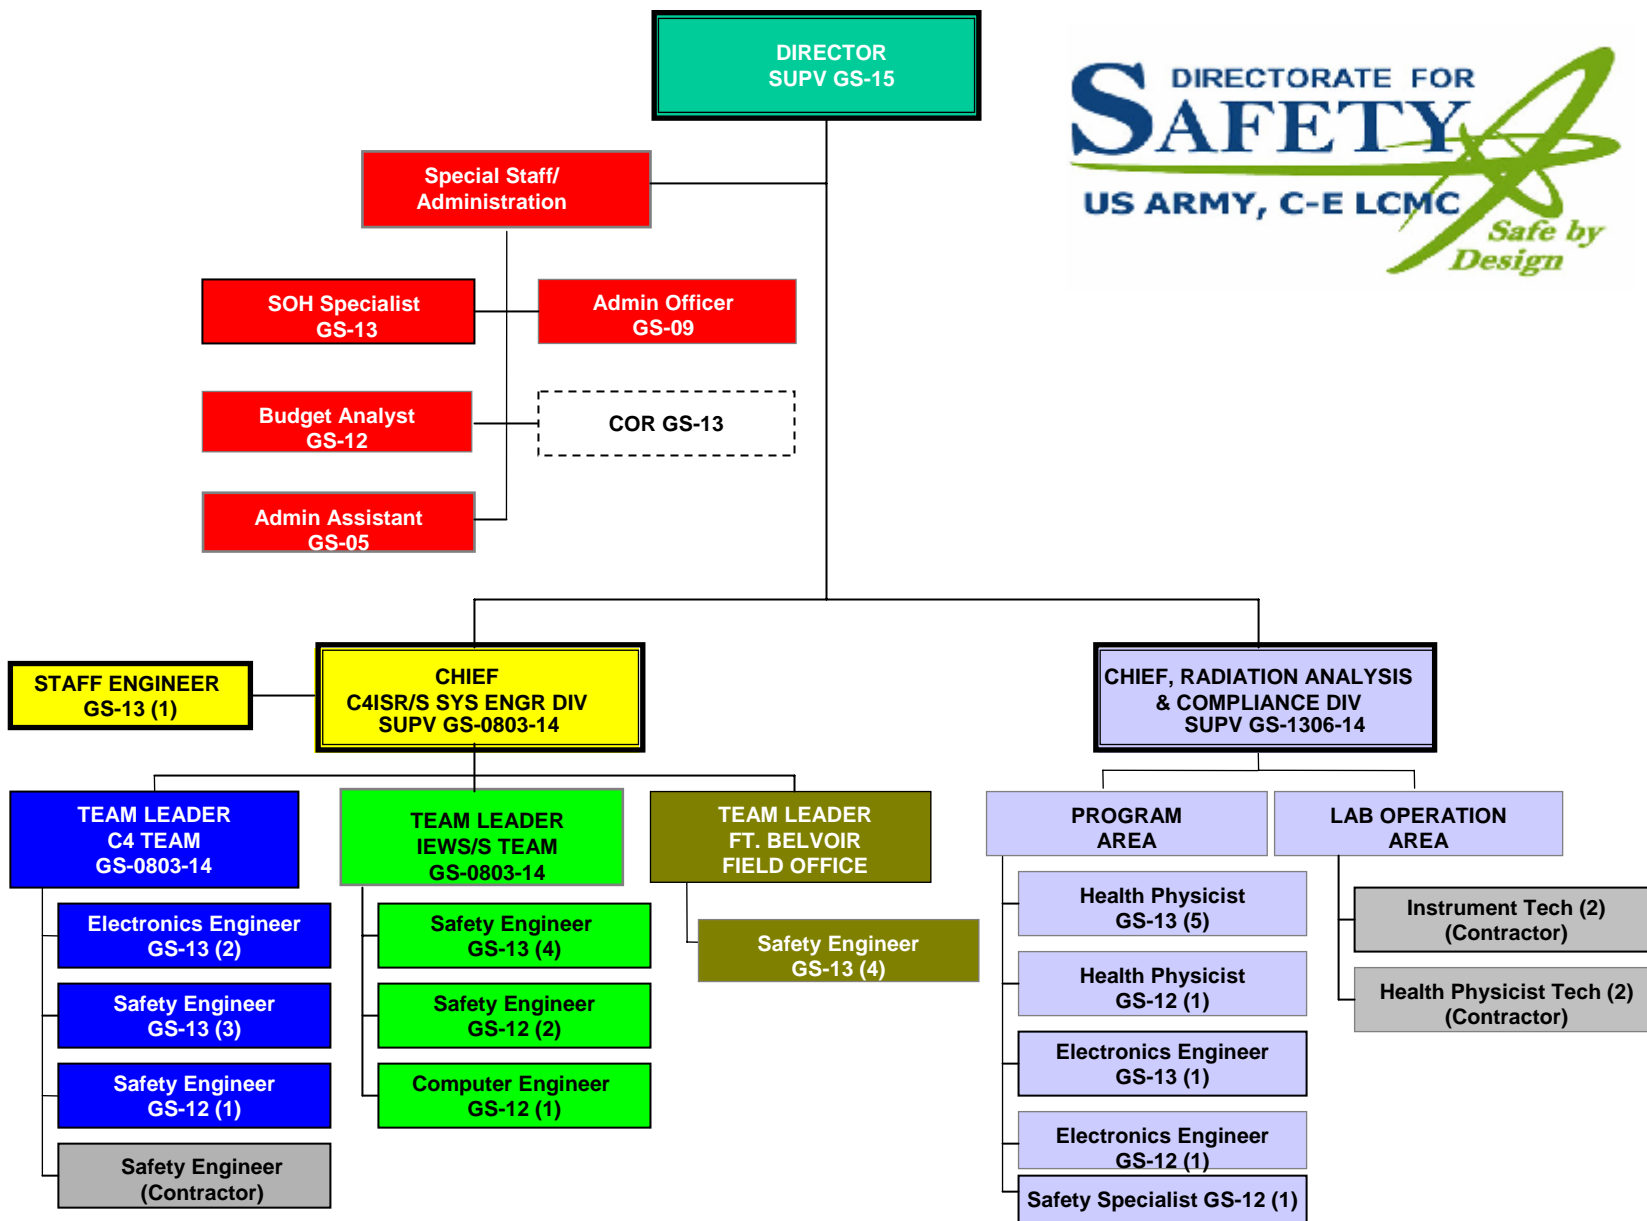 DIRECTOR
SUPV GS-15
DIRECTORATE FOR
SAFETY
US ARMY, C-E LCMC
Safe by
Design
Special Staff/
Administration
SOH Specialist
GS-13
Admin Officer
GS-09
Budget Analyst
GS-12
COR GS-13
Admin Assistant
GS-05
STAFF ENGINEER
GS-13 (1)
CHIEF
C4ISR/S SYS ENGR DIV
SUPV GS-0803-14
CHIEF, RADIATION ANALYSIS
& COMPLIANCE DIV
SUPV GS-1306-14
TEAM LEADER
C4 TEAM
GS-0803-14
Electronics Engineer
GS-13 (2)
Safety Engineer
GS-13 (3)
Safety Engineer
GS-12 (1)
Safety Engineer
(Contractor)
TEAM LEADER
IEWS/S TEAM
GS-0803-14
Safety Engineer
GS-13 (4)
Safety Engineer
GS-12 (2)
Computer Engineer
GS-12 (1)
TEAM LEADER
FT. BELVOIR
FIELD OFFICE
Safety Engineer
GS-13 (4)
PROGRAM
AREA
Health Physicist
GS-13 (5)
Health Physicist
GS-12 (1)
Electronics Engineer
GS-13 (1)
Electronics Engineer
GS-12 (1)
Safety Specialist GS-12 (1)
LAB OPERATION
AREA
Instrument Tech (2)
(Contractor)
Health Physicist Tech (2)
(Contractor)